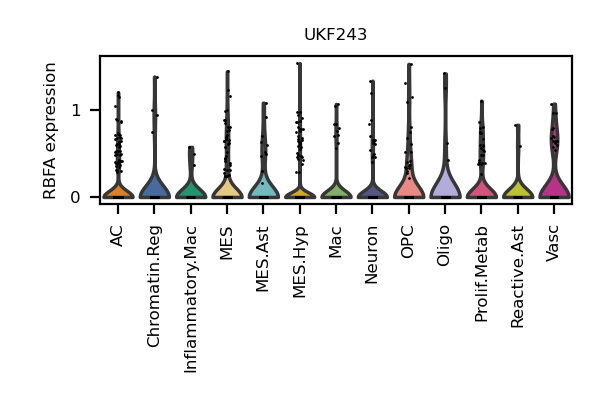 UKF243
RBFA expression
1
0
AC
Chromatin.Reg
Inflammatory.Mac
MES
MES.Ast
MES.Hyp
Mac
Neuron
OPC
Oligo
Prolif.Metab
Reactive.Ast
Vasc